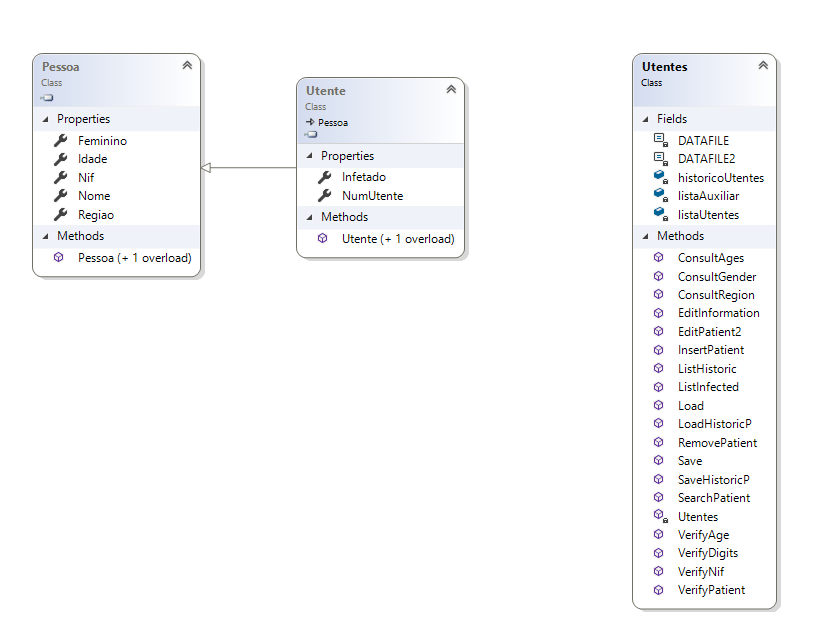 Pessoa
Class
Properties
Feminino
Idade
Nif
Nome
Regiao
Methods
Pessoa (+ 1 overload)
Utente
Class
Pessoa
Properties
Infetado
NumUtente
Methods
Utente (+ 1 overload)
Utentes
Class
Fields
DATAFILE
DATAFILE2
historicoUtentes
listaAuxiliar
listaUtentes
Methods
ConsultAges
ConsultGender
ConsultRegion
EditInformation
EditPatient2
InsertPatient
ListHistoric
ListInfected
Load
LoadHistoricP
RemovePatient
Save
SaveHistoricP
SearchPatient
Utentes
VerifyAge
VerifyDigits
VerifyNif
VerifyPatient